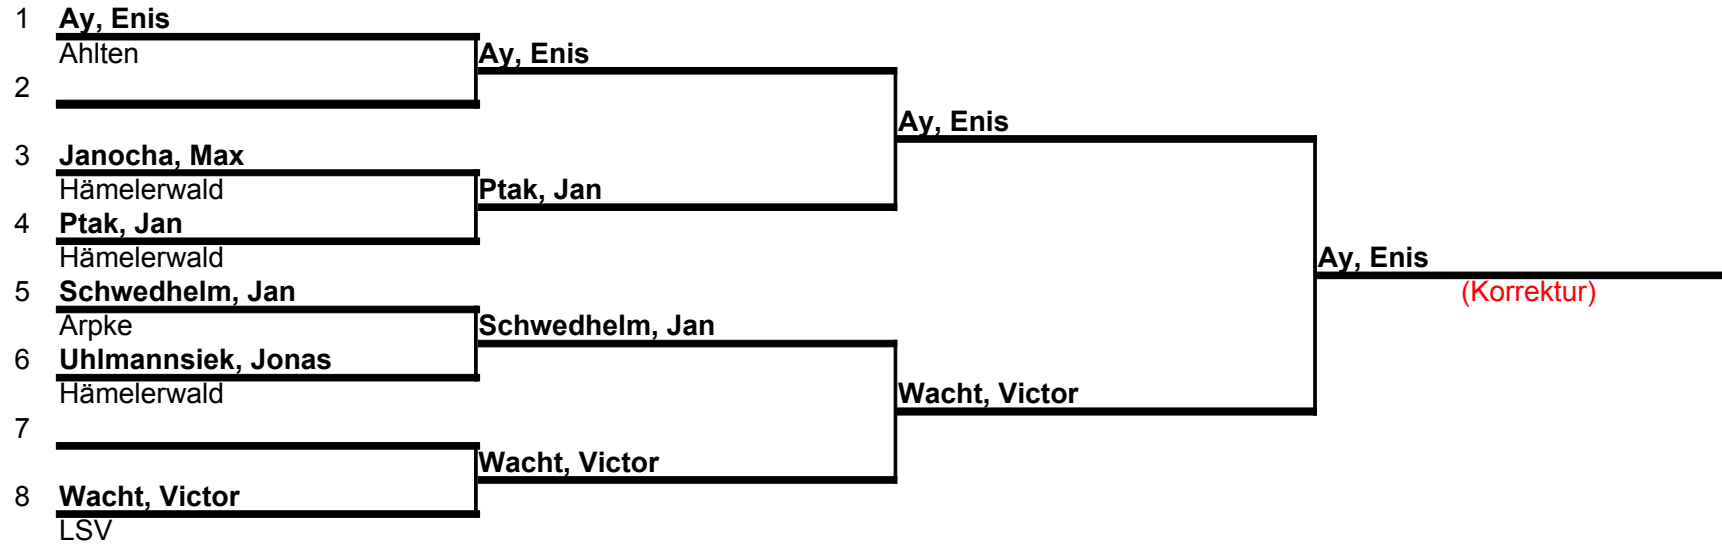 1 Ay, Enis
Ahlten
Ay, Enis
2
Ay, Enis
3 Janocha, Max
Hämelerwald
Ptak, Jan
4 Ptak, Jan
Hämelerwald
Ay, Enis
(Korrektur)
5 Schwedhelm, Jan
Arpke
Schwedhelm, Jan
6 Uhlmannsiek, Jonas
Hämelerwald
Wacht, Victor
7
Wacht, Victor
8 Wacht, Victor
LSV